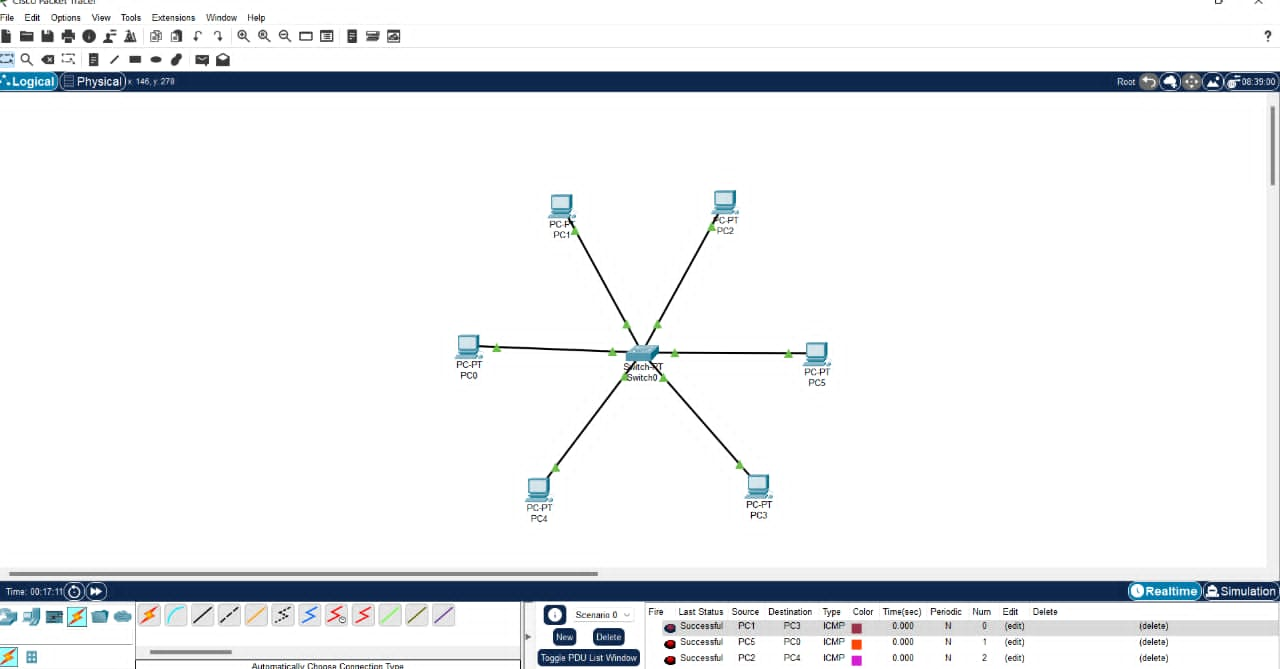 Cisco Packet Tracer
File Edit Options View Tools Extensions Window Help
?
Logical Physical x: 146, y: 278 Root 08:39:00
PC-PT
PC1
PC-PT
PC2
PC-PT
PC0
Switch-PT
Switch0
PC-PT
PC5
PC-PT
PC4
PC-PT
PC3
Time: 00:17:11 Realtime Simulation
Scenario 0
New Delete
Toggle PDU List Window
Fire Last Status Source Destination Type Color Time(sec) Periodic Num Edit Delete
Successful PC1 PC3 ICMP 0.000 N 0 (edit) (delete)
Successful PC5 PC0 ICMP 0.000 N 1 (edit) (delete)
Successful PC2 PC4 ICMP 0.000 N 2 (edit) (delete)
Automatically Choose Connection Type